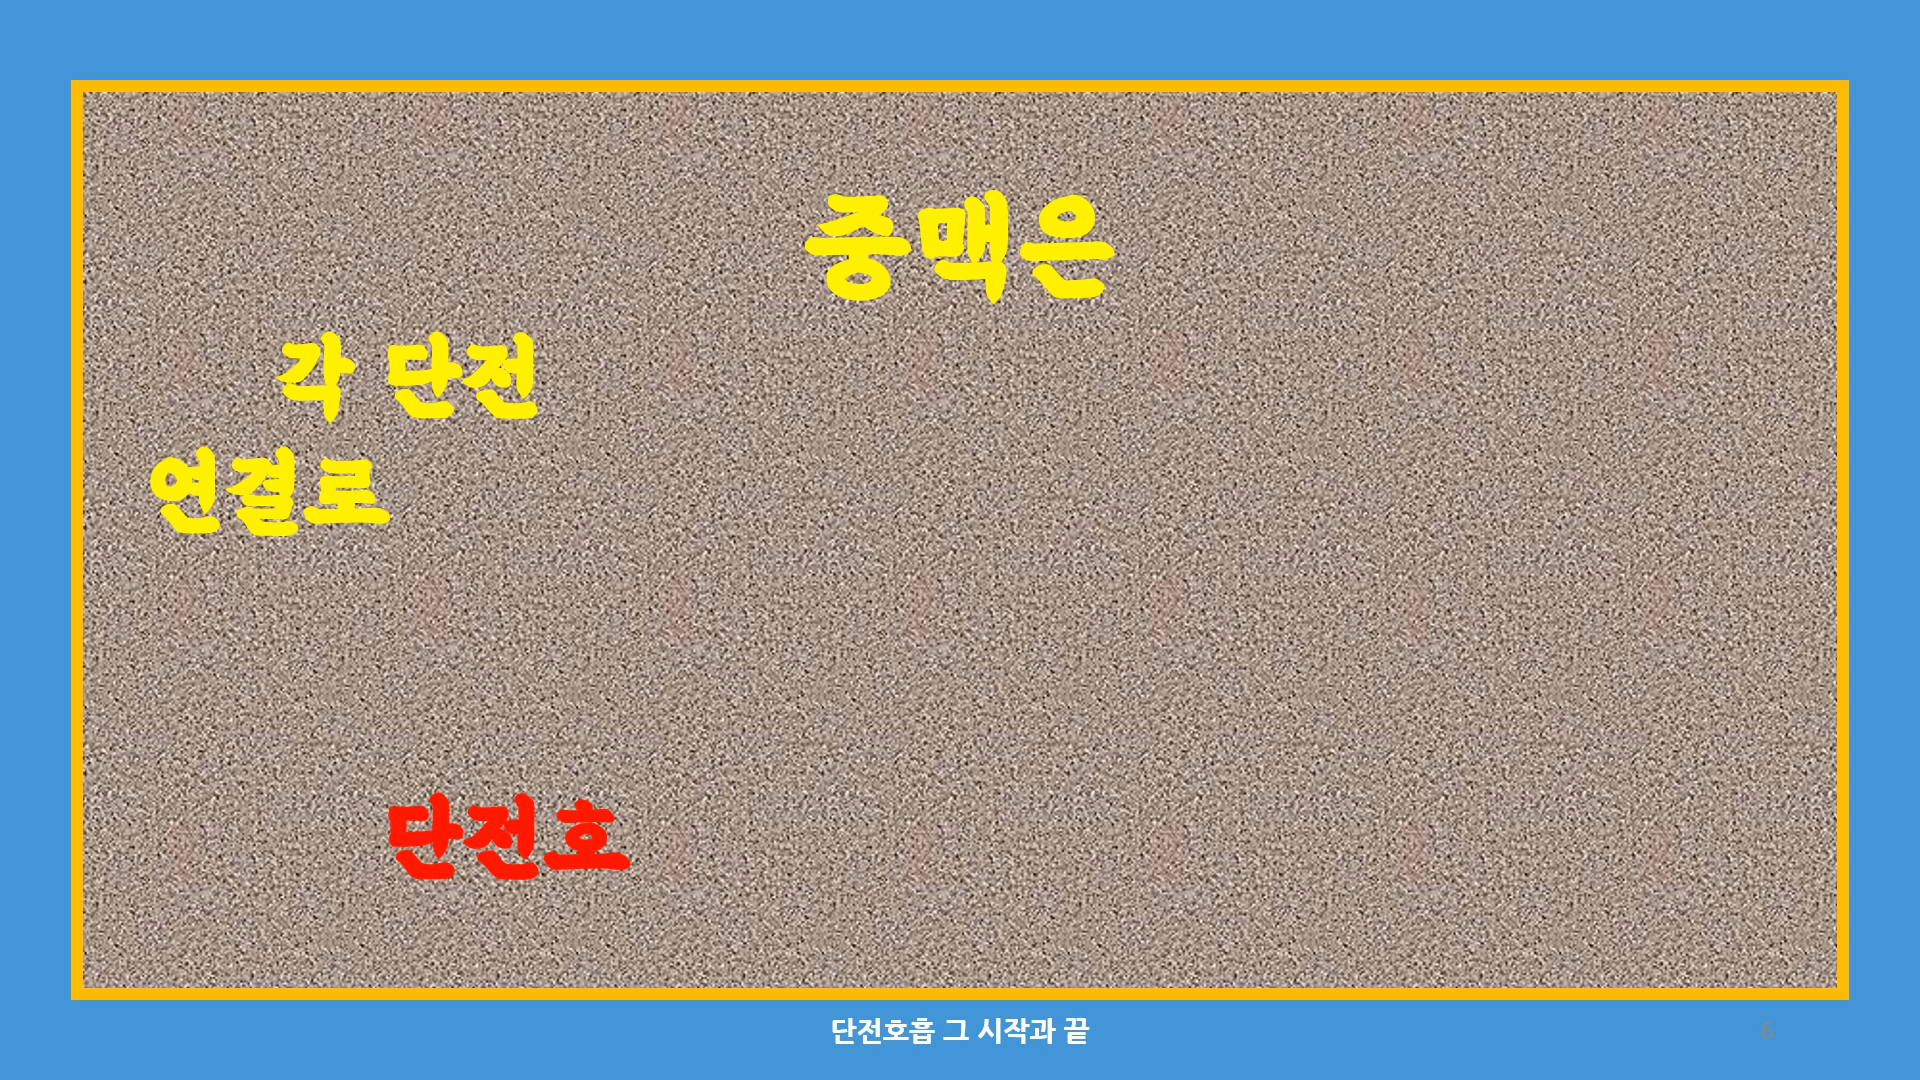 중맥은
각 단전
연결로
단전호
단전호흡 그 시작과 끝
6